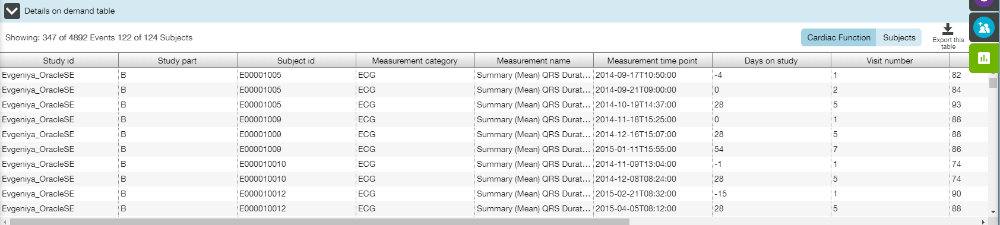 Details on demand table
Showing: 347 of 4892 Events 122 of 124 Subjects
Cardiac Function Subjects
Export this
table
Study id Study part Subject id Measurement category Measurement name Measurement time point Days on study Visit number
Evgeniya_OracleSE B E00001005 ECG Summary (Mean) QRS Durat... 2014-09-17T10:50:00 -4 1 82
Evgeniya_OracleSE B E00001005 ECG Summary (Mean) QRS Durat... 2014-09-21T09:00:00 0 2 84
Evgeniya_OracleSE B E00001005 ECG Summary (Mean) QRS Durat... 2014-10-19T14:37:00 28 5 93
Evgeniya_OracleSE B E00001009 ECG Summary (Mean) QRS Durat... 2014-11-18T15:25:00 0 1 88
Evgeniya_OracleSE B E00001009 ECG Summary (Mean) QRS Durat... 2014-12-16T15:07:00 28 5 88
Evgeniya_OracleSE B E00001009 ECG Summary (Mean) QRS Durat... 2015-01-11T15:55:00 54 7 86
Evgeniya_OracleSE B E000010010 ECG Summary (Mean) QRS Durat... 2014-11-09T13:04:00 -1 1 74
Evgeniya_OracleSE B E000010010 ECG Summary (Mean) QRS Durat... 2014-12-08T08:24:00 28 5 74
Evgeniya_OracleSE B E000010012 ECG Summary (Mean) QRS Durat... 2015-02-21T08:32:00 -15 1 90
Evgeniya_OracleSE B E000010012 ECG Summary (Mean) QRS Durat... 2015-04-05T08:12:00 28 5 88